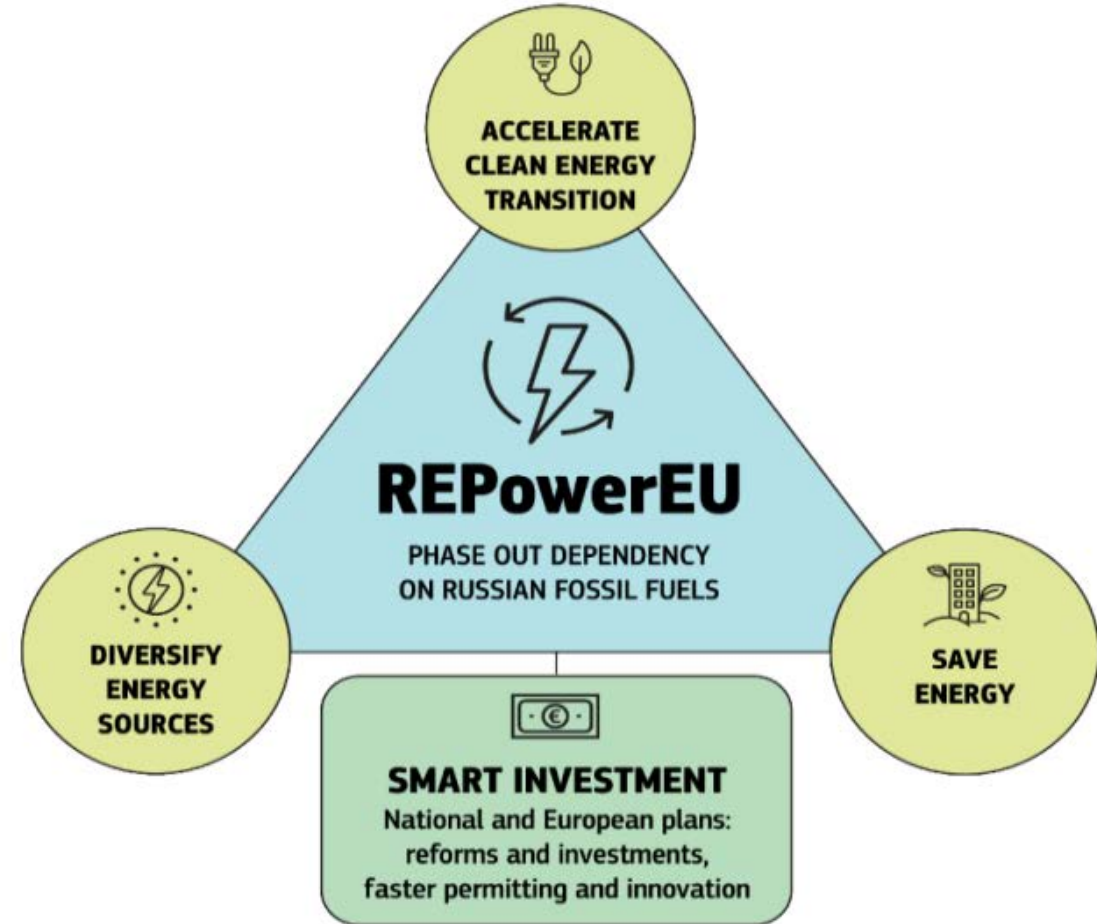 ACCELERATE
CLEAN ENERGY
TRANSITION
REPowerEU
PHASE OUT DEPENDENCY
ON RUSSIAN FOSSIL FUELS
DIVERSIFY
ENERGY
SOURCES
SAVE
ENERGY
€
SMART INVESTMENT
National and European plans:
reforms and investments,
faster permitting and innovation